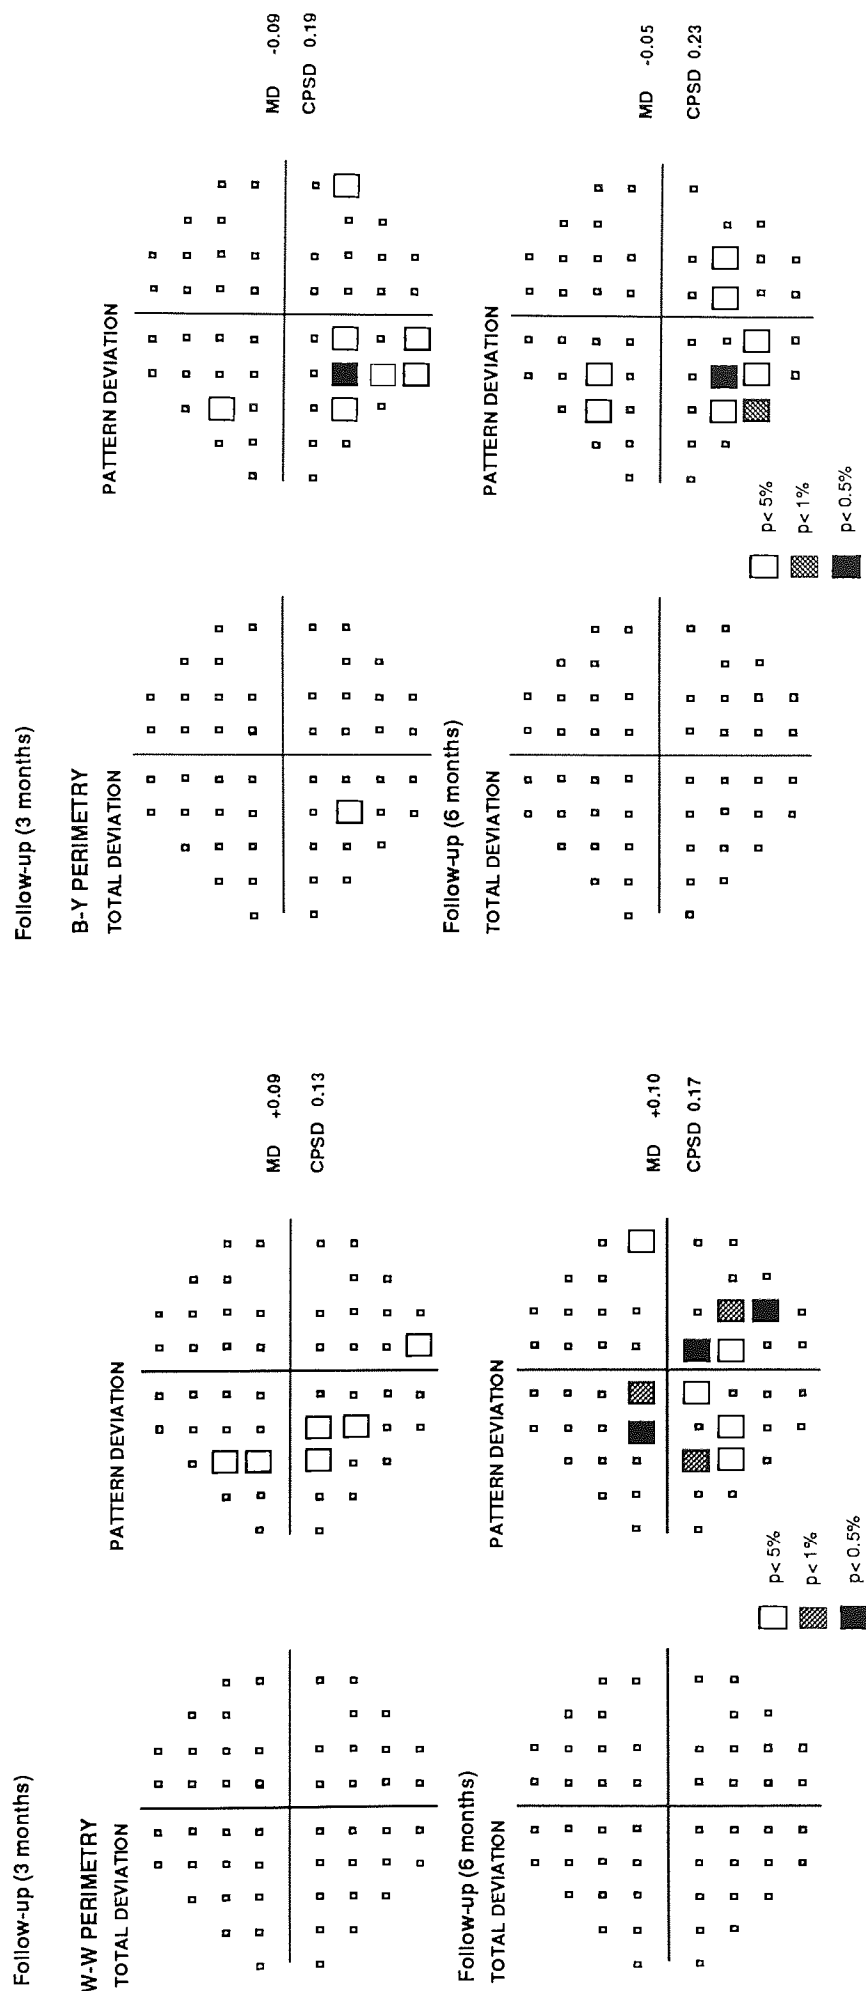 Follow-up (3 months)
W-W PERIMETRY
TOTAL DEVIATION
PATTERN DEVIATION
MD +0.09
CPSD 0.13
Follow-up (6 months)
TOTAL DEVIATION
PATTERN DEVIATION
MD +0.10
CPSD 0.17
p< 5%
p< 1%
p< 0.5%
Follow-up (3 months)
B-Y PERIMETRY
TOTAL DEVIATION
PATTERN DEVIATION
MD -0.09
CPSD 0.19
Follow-up (6 months)
TOTAL DEVIATION
PATTERN DEVIATION
MD -0.05
CPSD 0.23
p< 5%
p< 1%
p< 0.5%